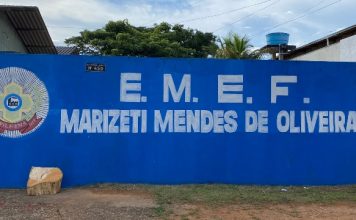 E. M. E. F.
MARIZETI MENDES DE OLIVEIRA